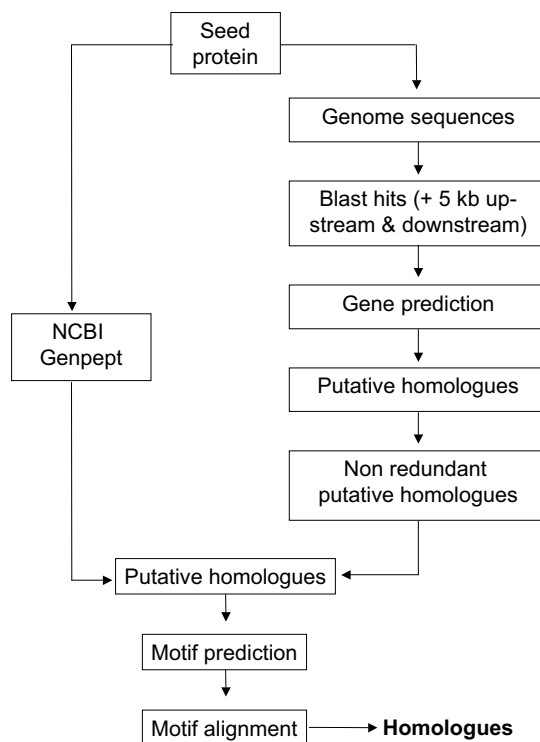 Seed
protein
Genome sequences
Blast hits (+ 5 kb up-
stream & downstream)
Gene prediction
NCBI
Genpept
Putative homologues
Non redundant
putative homologues
Putative homologues
Motif prediction
Motif alignment
Homologues